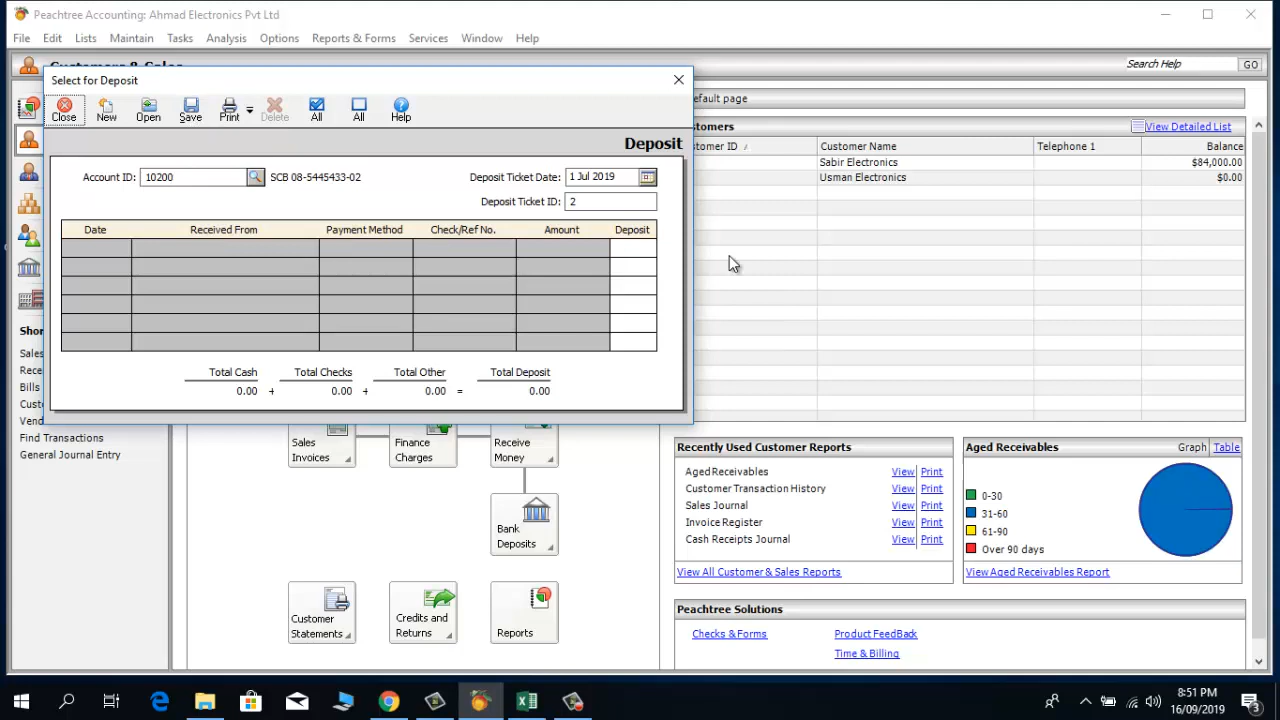 Peachtree Accounting: Ahmad Electronics Pvt Ltd
File Edit Lists Maintain Tasks Analysis Options Reports & Forms Services Window Help
Search Help GO
Select for Deposit
Close New Open Save Print Delete All All Help
Deposit
Account ID: 10200 SCB 08-5445433-02 Deposit Ticket Date: 1 Jul 2019
Deposit Ticket ID: 2
Date Received From Payment Method Check/Ref No. Amount Deposit
Total Cash Total Checks Total Other Total Deposit
0.00 + 0.00 + 0.00 = 0.00
efault page
View Detailed List
Customer Name Telephone 1 Balance
Sabir Electronics $84,000.00
Usman Electronics $0.00
Find Transactions
General Journal Entry
Sales Invoices
Finance Charges
Receive Money
Bank Deposits
Customer Statements
Credits and Returns
Reports
Recently Used Customer Reports
Aged Receivables View Print
Customer Transaction History View Print
Sales Journal View Print
Invoice Register View Print
Cash Receipts Journal View Print
View All Customer & Sales Reports
Aged Receivables Graph Table
0-30
31-60
61-90
Over 90 days
View Aged Receivables Report
Peachtree Solutions
Checks & Forms Product FeedBack
Time & Billing
8:51 PM
16/09/2019
3